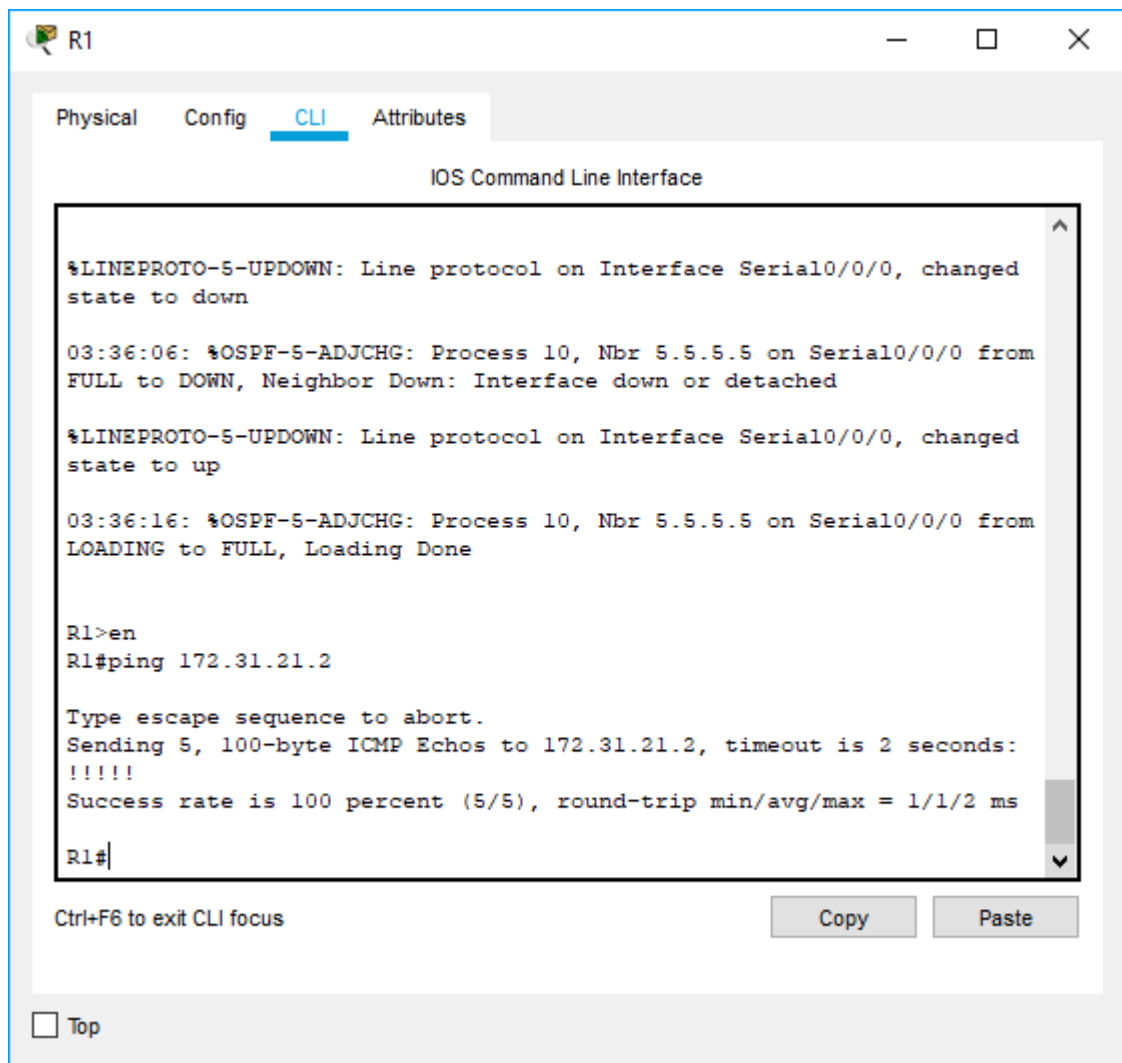 R1
Physical Config CLI Attributes
IOS Command Line Interface
%LINEPROTO-5-UPDOWN: Line protocol on Interface Serial0/0/0, changed
state to down
03:36:06: %OSPF-5-ADJCHG: Process 10, Nbr 5.5.5.5 on Serial0/0/0 from
FULL to DOWN, Neighbor Down: Interface down or detached
%LINEPROTO-5-UPDOWN: Line protocol on Interface Serial0/0/0, changed
state to up
03:36:16: %OSPF-5-ADJCHG: Process 10, Nbr 5.5.5.5 on Serial0/0/0 from
LOADING to FULL, Loading Done
R1>en
R1#ping 172.31.21.2
Type escape sequence to abort.
Sending 5, 100-byte ICMP Echos to 172.31.21.2, timeout is 2 seconds:
!!!!!
Success rate is 100 percent (5/5), round-trip min/avg/max = 1/1/2 ms
R1#
Ctrl+F6 to exit CLI focus
Copy Paste
Top